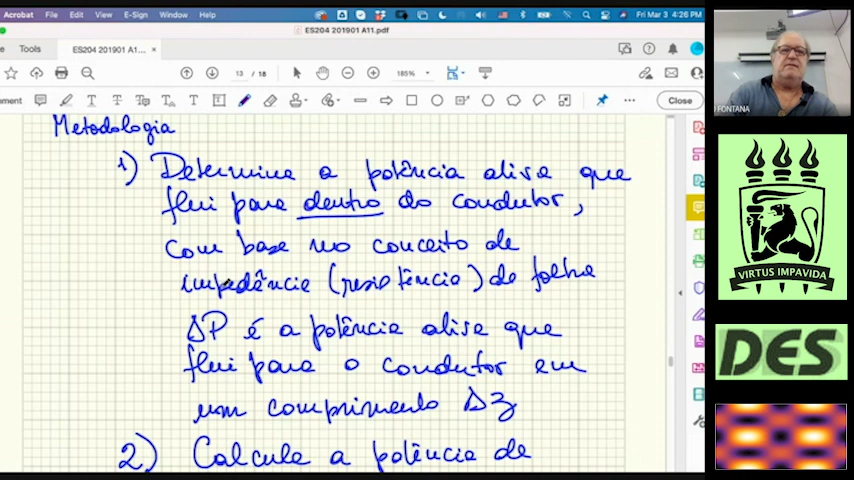 Acrobat File Edit View E-Sign Window Help
Fri Mar 3 4:26 PM
ES204 201901 A11.pdf
Tools
ES204 201901 A1... ×
13 / 18
185%
ement
Close
Metodologia
1) Determine a potência ativa que
flui para dentro do condutor,
com base no conceito de
impedância (resistência) de folha
ΔP é a potência ativa que
flui para o condutor em
um comprimento Δz
2) Calcule a potência de
FONTANA
VIRTUS IMPAVIDA
DES